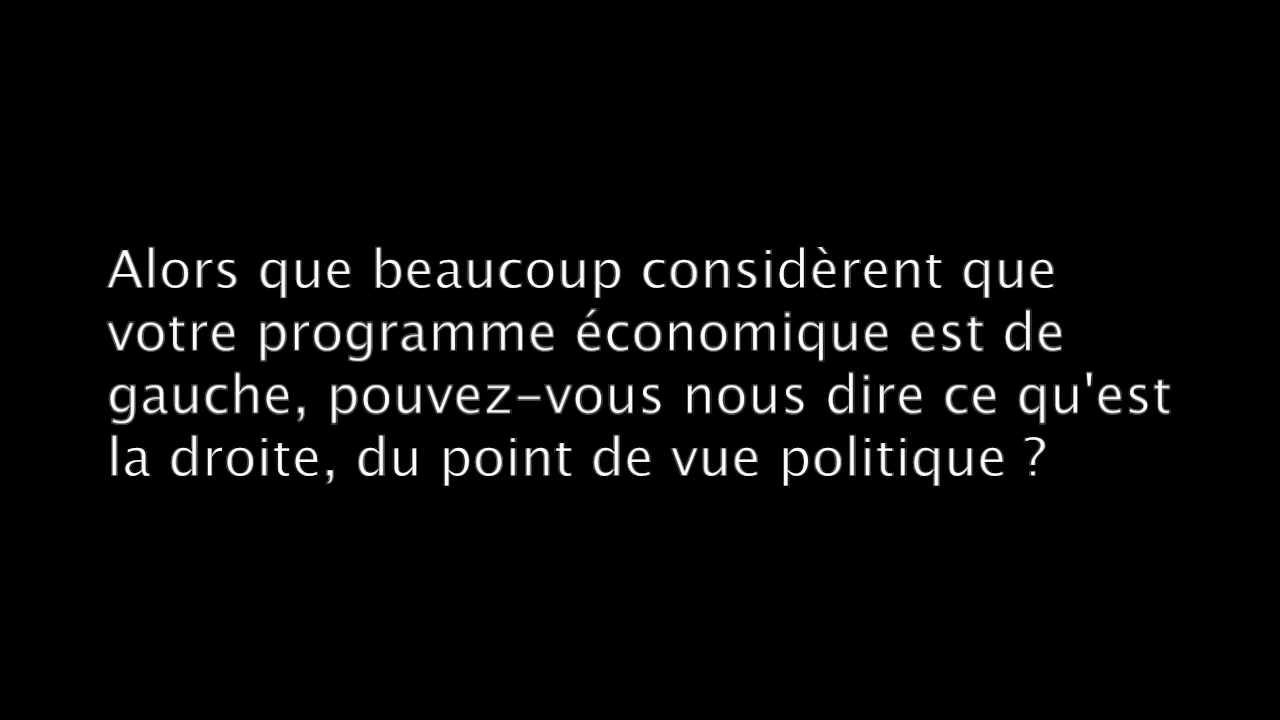 Alors que beaucoup considèrent que
votre programme économique est de
gauche, pouvez-vous nous dire ce qu'est
la droite, du point de vue politique ?